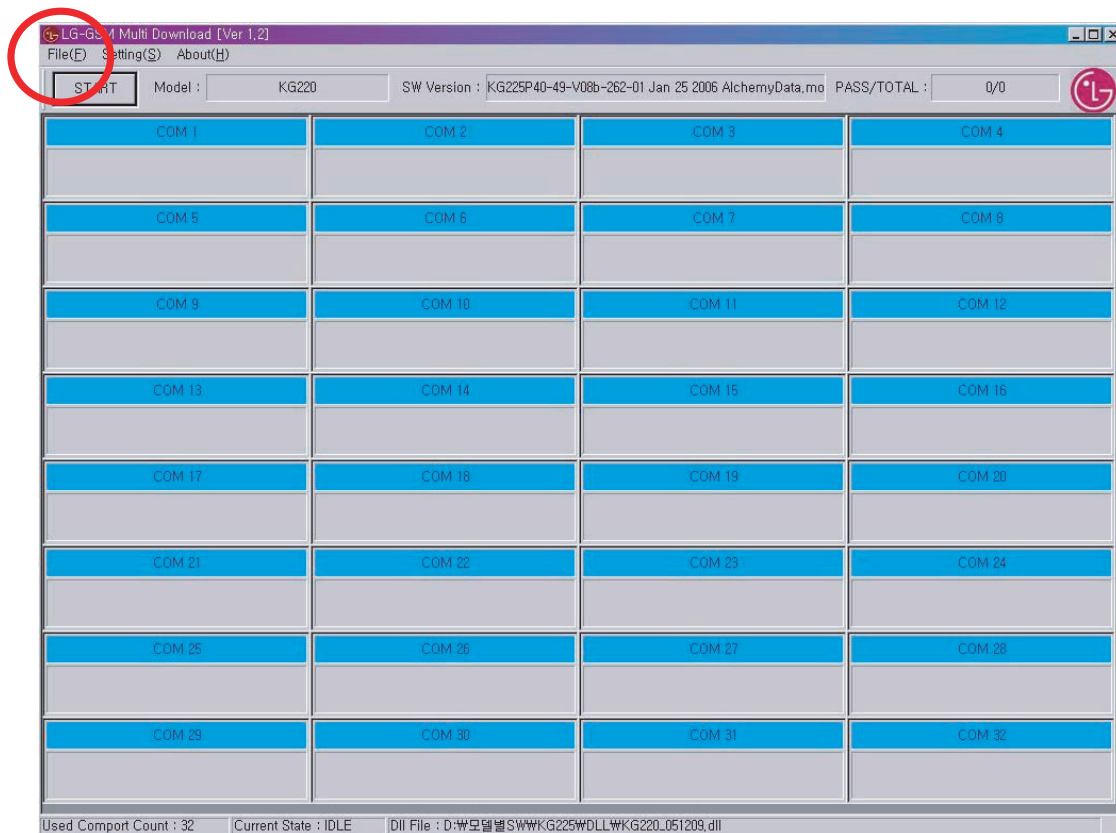 LG-GSM Multi Download [Ver 1,2]
File(F) Setting(S) About(H)
START Model : KG220 SW Version : KG225P40-49-V08b-262-01 Jan 25 2006 AlchemyData,mo PASS/TOTAL : 0/0
COM 1 COM 2 COM 3 COM 4
COM 5 COM 6 COM 7 COM 8
COM 9 COM 10 COM 11 COM 12
COM 13 COM 14 COM 15 COM 16
COM 17 COM 18 COM 19 COM 20
COM 21 COM 22 COM 23 COM 24
COM 25 COM 26 COM 27 COM 28
COM 29 COM 30 COM 31 COM 32
Used Comport Count : 32 Current State : IDLE Dll File : D:₩모델별SW₩KG225₩DLL₩KG220_051209,dll